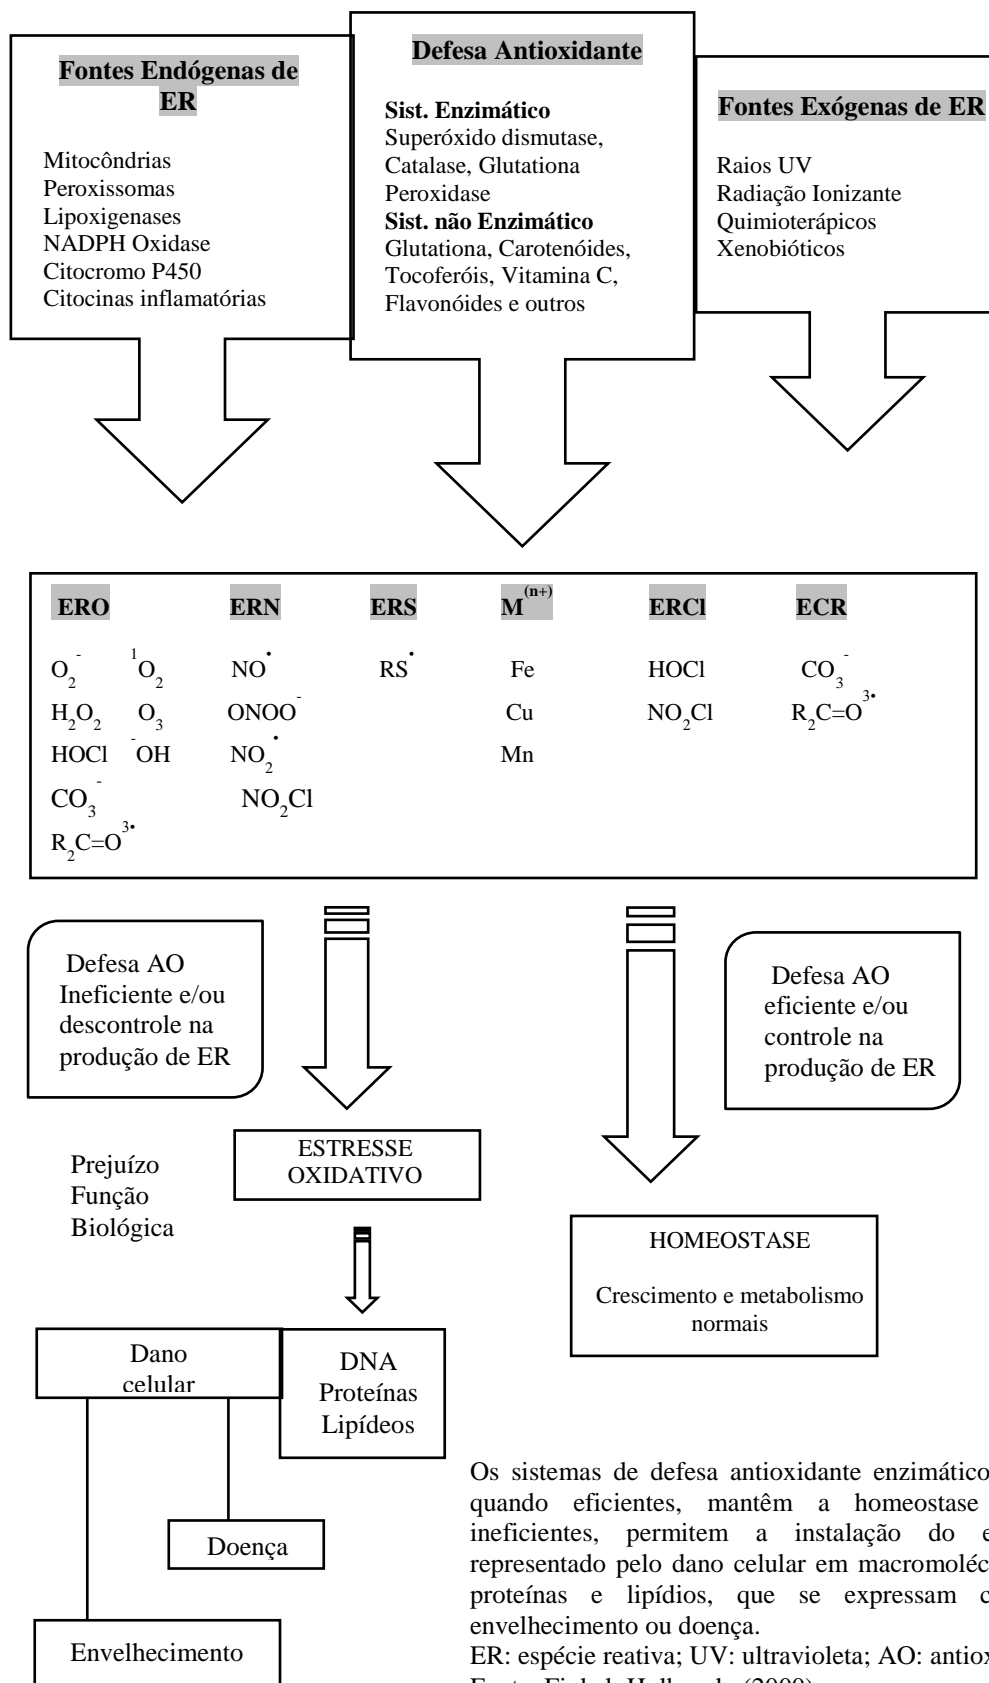 Fontes Endógenas de
ER
Mitocôndrias
Peroxissomas
Lipoxigenases
NADPH Oxidase
Citocromo P450
Citocinas inflamatórias
Defesa Antioxidante
Sist. Enzimático
Superóxido dismutase,
Catalase, Glutationa
Peroxidase
Sist. não Enzimático
Glutationa, Carotenóides,
Tocoferóis, Vitamina C,
Flavonóides e outros
Fontes Exógenas de ER
Raios UV
Radiação Ionizante
Quimioterápicos
Xenobióticos
ERO ERN ERS M⁽ⁿ⁺⁾ ERCl ECR
O₂⁻ ¹O₂ NO• RS• Fe HOCl CO₃⁻
H₂O₂ O₃ ONOO⁻ Cu NO₂Cl R₂C=O³•
HOCl ⁻OH NO₂• Mn
CO₃⁻ NO₂Cl
R₂C=O³•
Defesa AO
Ineficiente e/ou
descontrole na
produção de ER
Defesa AO
eficiente e/ou
controle na
produção de ER
ESTRESSE
OXIDATIVO
Prejuízo
Função
Biológica
HOMEOSTASE
Crescimento e metabolismo
normais
Dano
celular
DNA
Proteínas
Lipídeos
Doença
Envelhecimento
Os sistemas de defesa antioxidante enzimático
quando eficientes, mantêm a homeostase
ineficientes, permitem a instalação do e
representado pelo dano celular em macromoléc
proteínas e lipídios, que se expressam c
envelhecimento ou doença.
ER: espécie reativa; UV: ultravioleta; AO: antiox